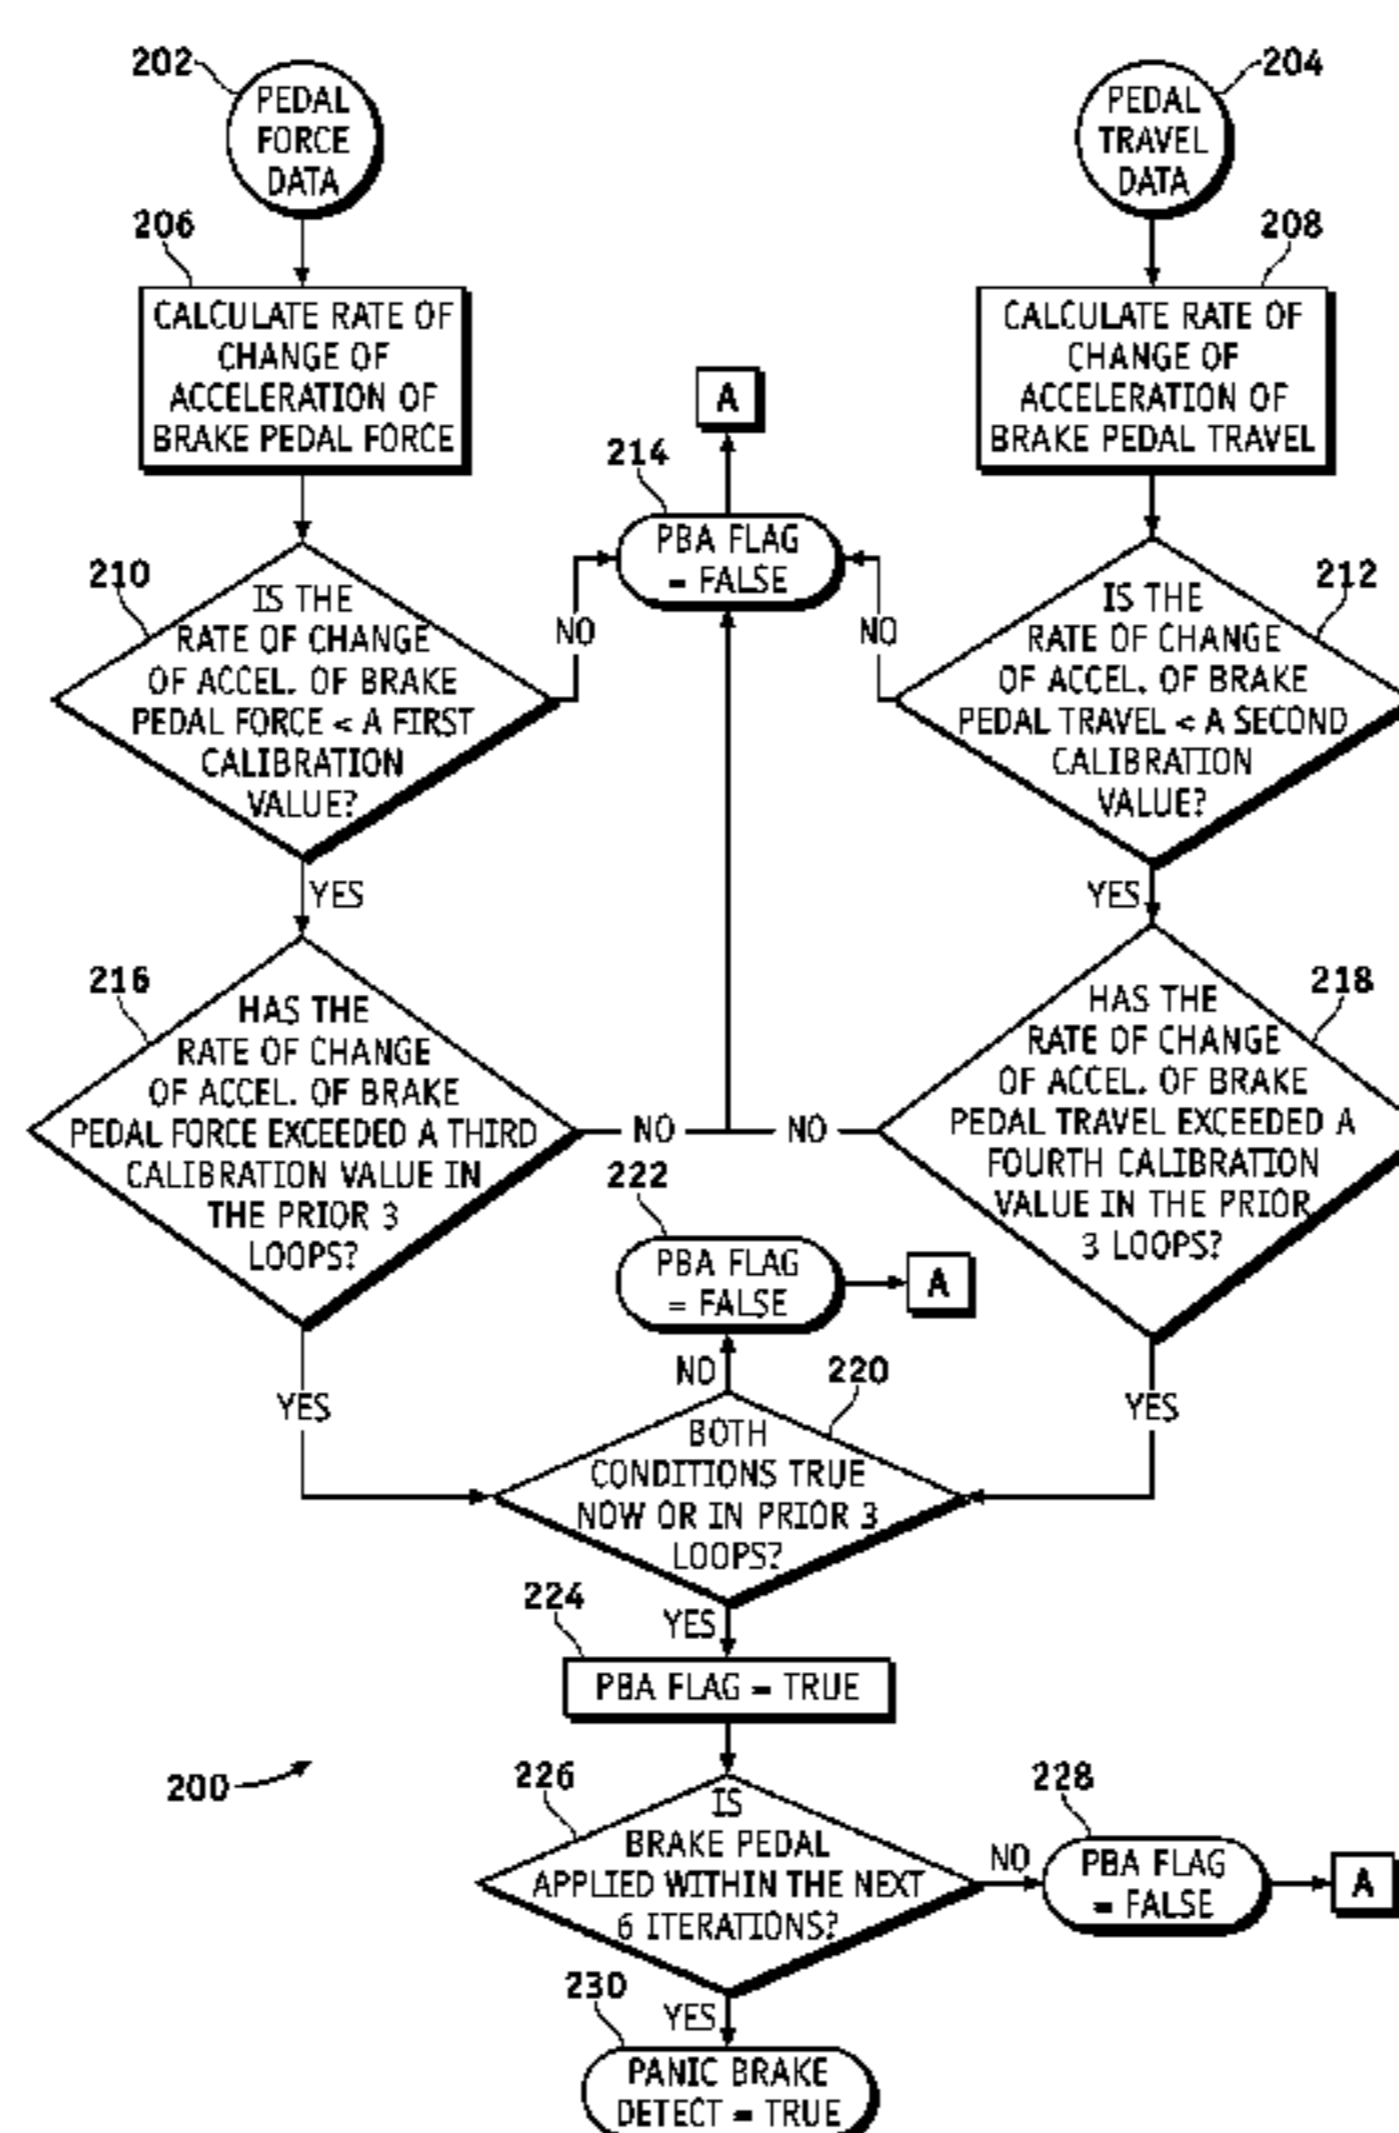 202
PEDAL
FORCE
DATA
204
PEDAL
TRAVEL
DATA
206
CALCULATE RATE OF
CHANGE OF
ACCELERATION OF
BRAKE PEDAL FORCE
208
CALCULATE RATE OF
CHANGE OF
ACCELERATION OF
BRAKE PEDAL TRAVEL
A
214
PBA FLAG
= FALSE
210
IS THE
RATE OF CHANGE
OF ACCEL. OF BRAKE
PEDAL FORCE < A FIRST
CALIBRATION
VALUE?
NO
NO
212
IS THE
RATE OF CHANGE
OF ACCEL. OF BRAKE
PEDAL TRAVEL < A SECOND
CALIBRATION
VALUE?
YES
YES
216
HAS THE
RATE OF CHANGE
OF ACCEL. OF BRAKE
PEDAL FORCE EXCEEDED A THIRD
CALIBRATION VALUE IN
THE PRIOR 3
LOOPS?
NO
NO
218
HAS THE
RATE OF CHANGE
OF ACCEL. OF BRAKE
PEDAL TRAVEL EXCEEDED A
FOURTH CALIBRATION
VALUE IN THE PRIOR
3 LOOPS?
222
PBA FLAG
= FALSE
A
NO
220
YES
YES
BOTH
CONDITIONS TRUE
NOW OR IN PRIOR 3
LOOPS?
224
YES
PBA FLAG = TRUE
200
226
IS
BRAKE PEDAL
APPLIED WITHIN THE NEXT
6 ITERATIONS?
NO
228
PBA FLAG
= FALSE
A
230
YES
PANIC BRAKE
DETECT = TRUE